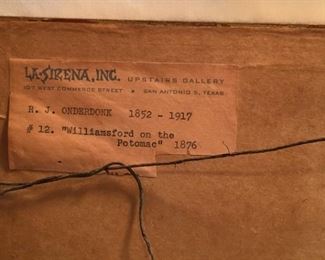 LA SIRENA, INC. UPSTAIRS GALLERY
107 WEST COMMERCE STREET • SAN ANTONIO 5, TEXAS
R. J. ONDERDONK 1852 - 1917
# 12. "Williamsford on the
Potomac" 1876